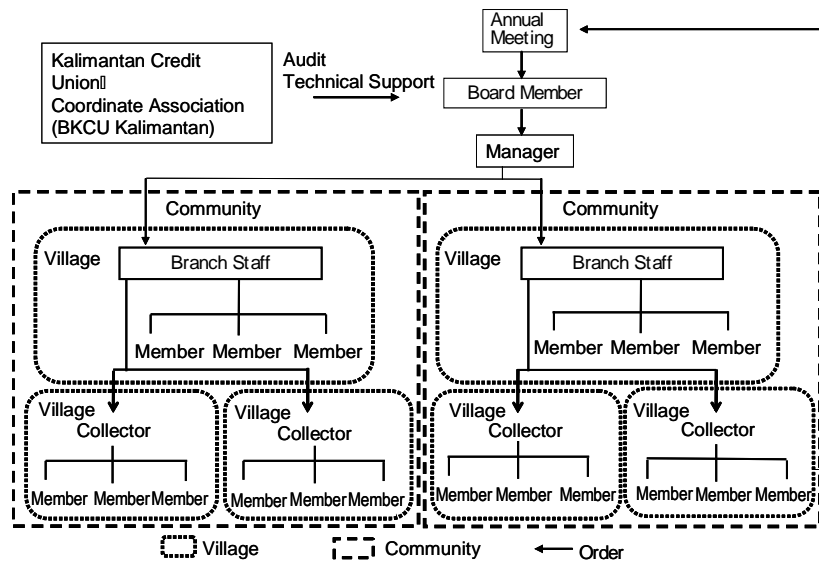 Annual
Meeting
Kalimantan Credit
Union
Coordinate Association
(BKCU Kalimantan)
Audit
Technical Support
Board Member
Manager
Community
Community
Village
Branch Staff
Village
Branch Staff
Member Member Member
Member Member Member
Village
Collector
Village
Collector
Village
Collector
Village
Collector
Member Member Member
Member Member Member
Member Member Member
Member Member Member
Village
Community
Order